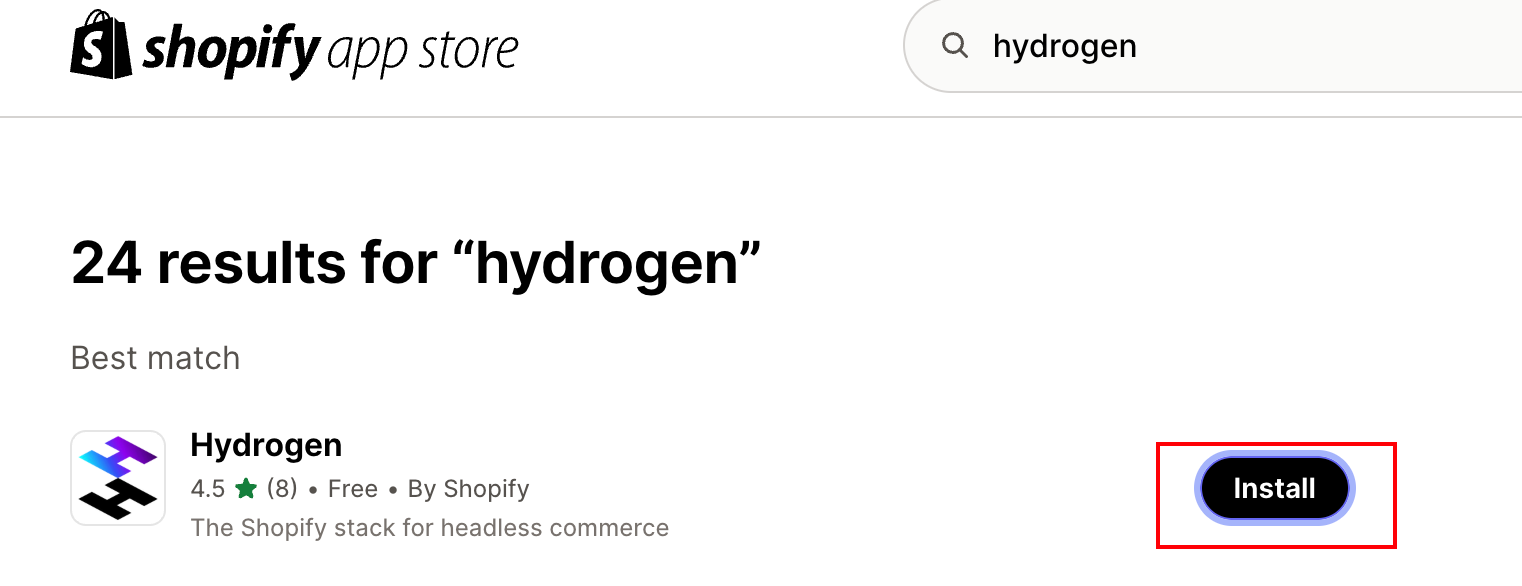 shopify app store
hydrogen
24 results for “hydrogen”
Best match
Hydrogen
4.5 ★ (8) • Free • By Shopify
The Shopify stack for headless commerce
Install